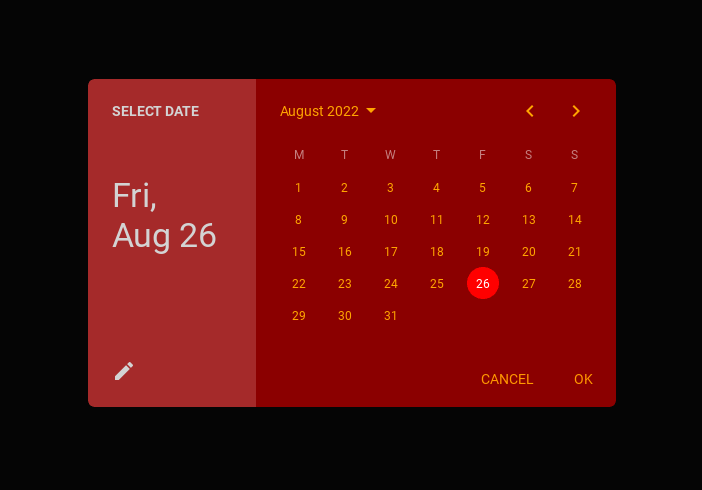 SELECT DATE
Fri,
Aug 26
August 2022
M T W T F S S
1 2 3 4 5 6 7
8 9 10 11 12 13 14
15 16 17 18 19 20 21
22 23 24 25 26 27 28
29 30 31
CANCEL OK